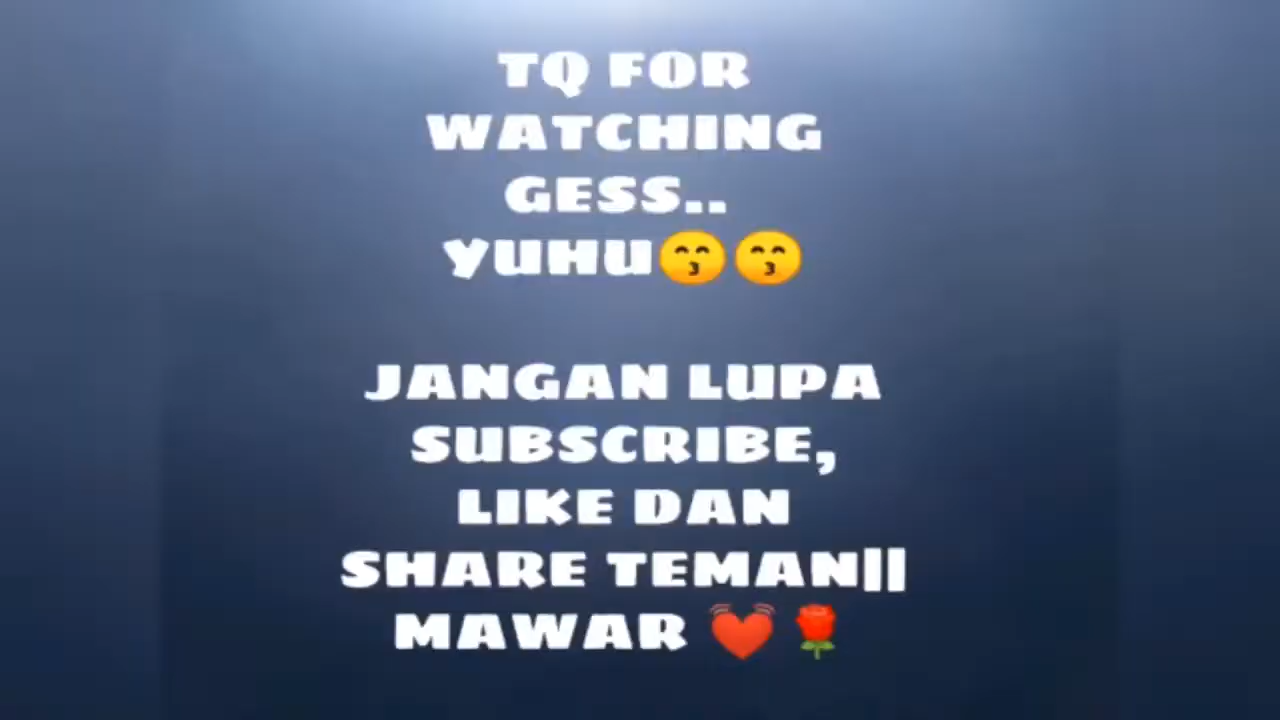 TQ FOR
WATCHING
GESS..
YUHU😙😙
JANGAN LUPA
SUBSCRIBE,
LIKE DAN
SHARE TEMAN||
MAWAR 💓🌹